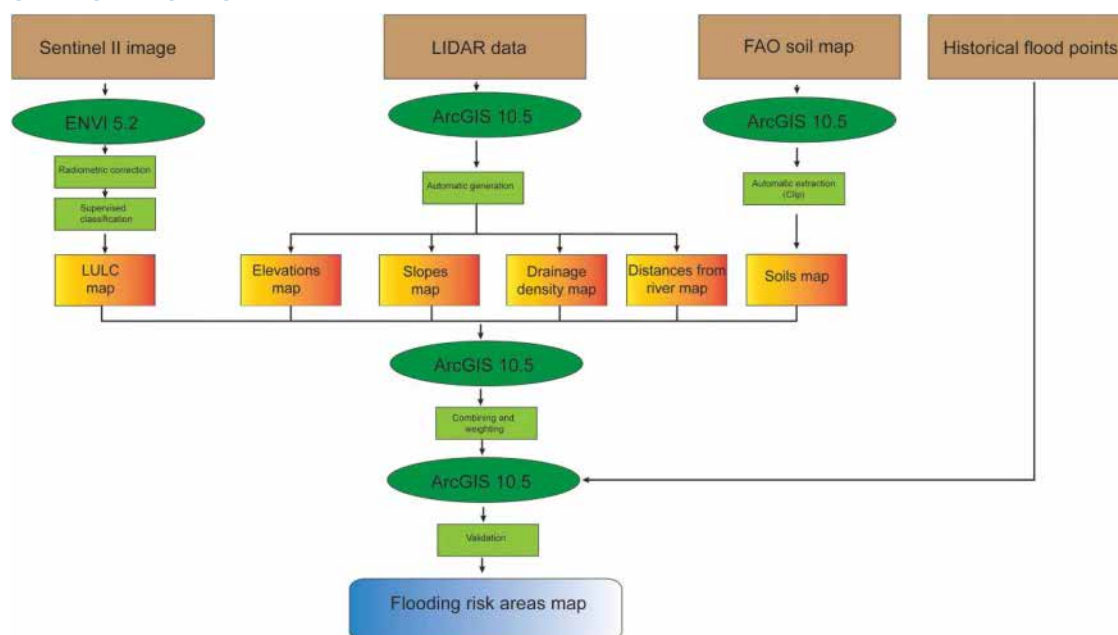 Sentinel II image
LIDAR data
FAO soil map
Historical flood points
ENVI 5.2
ArcGIS 10.5
ArcGIS 10.5
Radiometric correction
Supervised
classification
Automatic generation
Automatic extraction
(Clip)
LULC
map
Elevations
map
Slopes
map
Drainage
density map
Distances from
river map
Soils map
ArcGIS 10.5
Combining and
weighting
ArcGIS 10.5
Validation
Flooding risk areas map